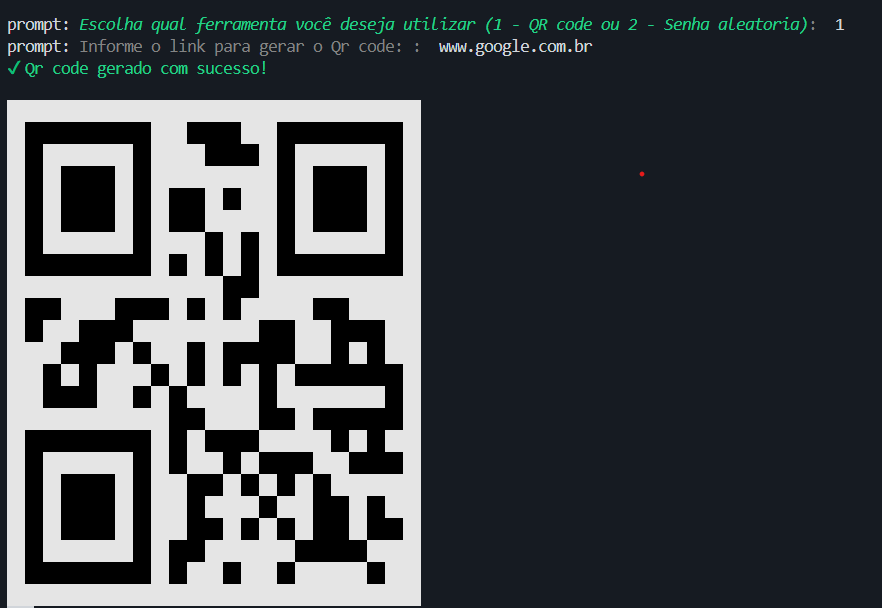 prompt: Escolha qual ferramenta você deseja utilizar (1 - QR code ou 2 - Senha aleatoria):  1
prompt: Informe o link para gerar o Qr code: :  www.google.com.br
✓ Qr code gerado com sucesso!